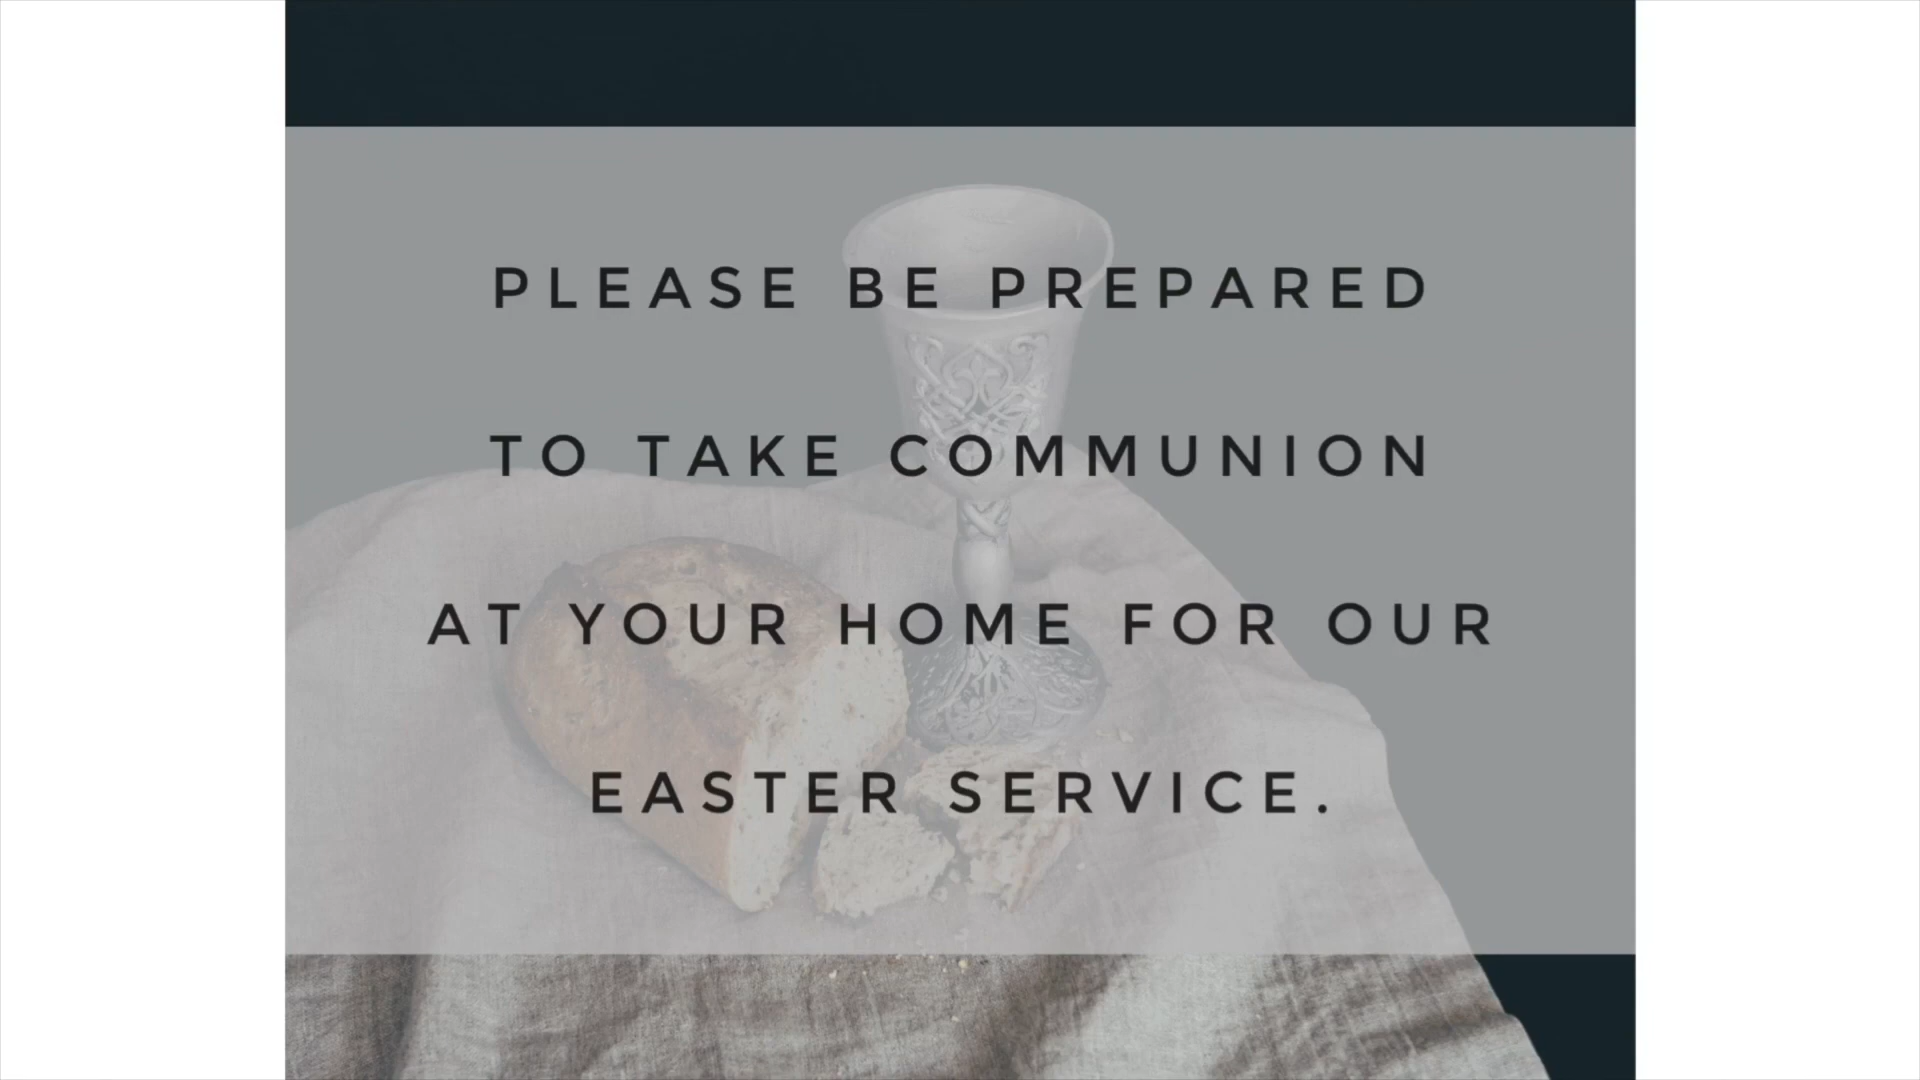 PLEASE BE PREPARED
TO TAKE COMMUNION
AT YOUR HOME FOR OUR
EASTER SERVICE.